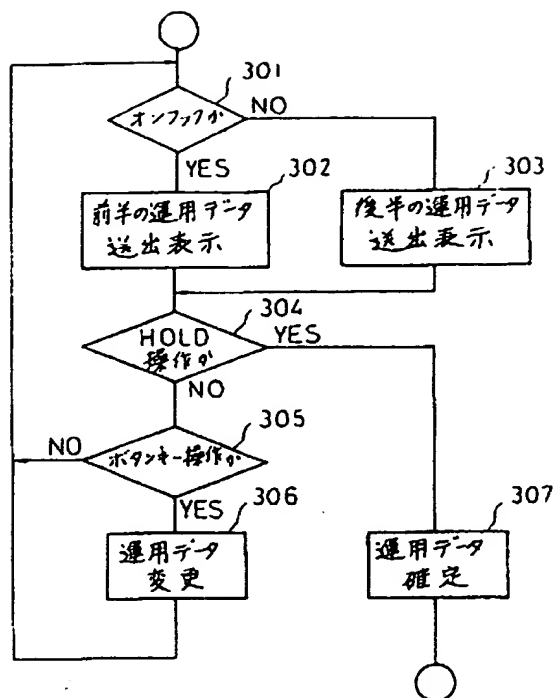 301
オンフックか
NO
YES
302
303
前半の運用データ
送出表示
後半の運用データ
送出表示
304
HOLD
操作か
YES
NO
305
ボタンキー操作か
NO
YES
306
307
運用データ
変更
運用データ
確定